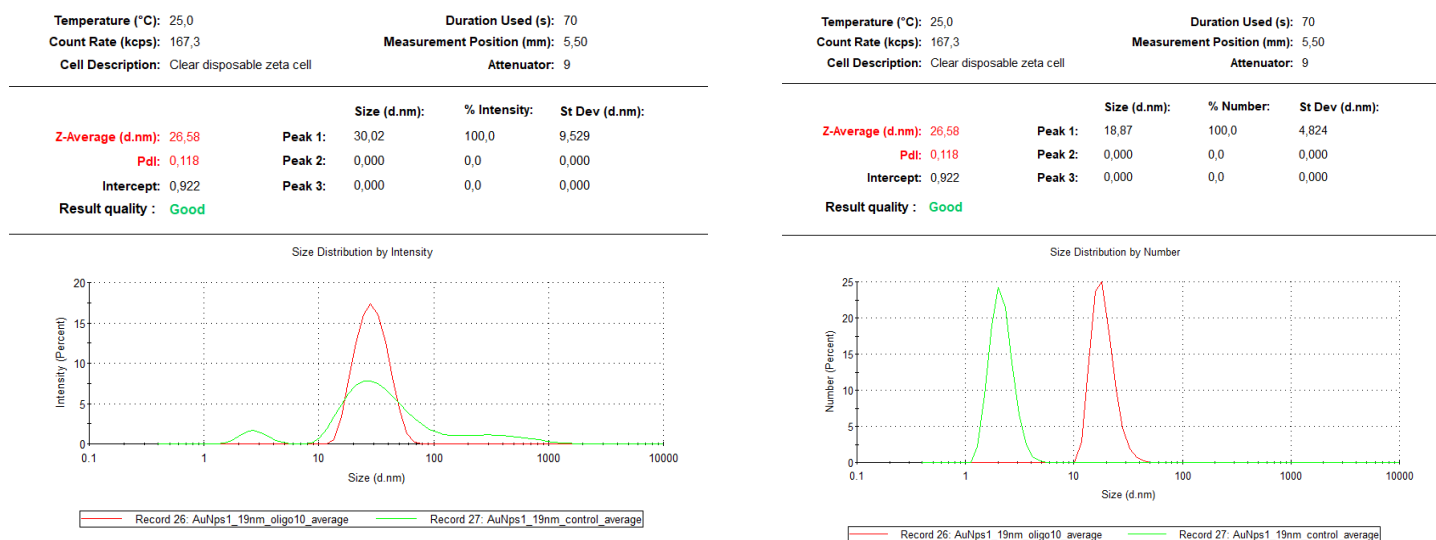 Temperature (°C): 25,0 Duration Used (s): 70
Count Rate (kcps): 167,3 Measurement Position (mm): 5,50
Cell Description: Clear disposable zeta cell Attenuator: 9
Size (d.nm): % Intensity: St Dev (d.nm):
Z-Average (d.nm): 26,58 Peak 1: 30,02 100,0 9,529
PdI: 0,118 Peak 2: 0,000 0,0 0,000
Intercept: 0,922 Peak 3: 0,000 0,0 0,000
Result quality : Good
Size Distribution by Intensity
Intensity (Percent)
20
15
10
5
0
0.1 1 10 100 1000 10000
Size (d.nm)
Record 26: AuNps1_19nm_oligo10_average Record 27: AuNps1_19nm_control_average
Temperature (°C): 25,0 Duration Used (s): 70
Count Rate (kcps): 167,3 Measurement Position (mm): 5,50
Cell Description: Clear disposable zeta cell Attenuator: 9
Size (d.nm): % Number: St Dev (d.nm):
Z-Average (d.nm): 26,58 Peak 1: 18,87 100,0 4,824
PdI: 0,118 Peak 2: 0,000 0,0 0,000
Intercept: 0,922 Peak 3: 0,000 0,0 0,000
Result quality : Good
Size Distribution by Number
Number (Percent)
25
20
15
10
5
0
0.1 1 10 100 1000 10000
Size (d.nm)
Record 26: AuNps1_19nm_oligo10_average Record 27: AuNps1_19nm_control_average